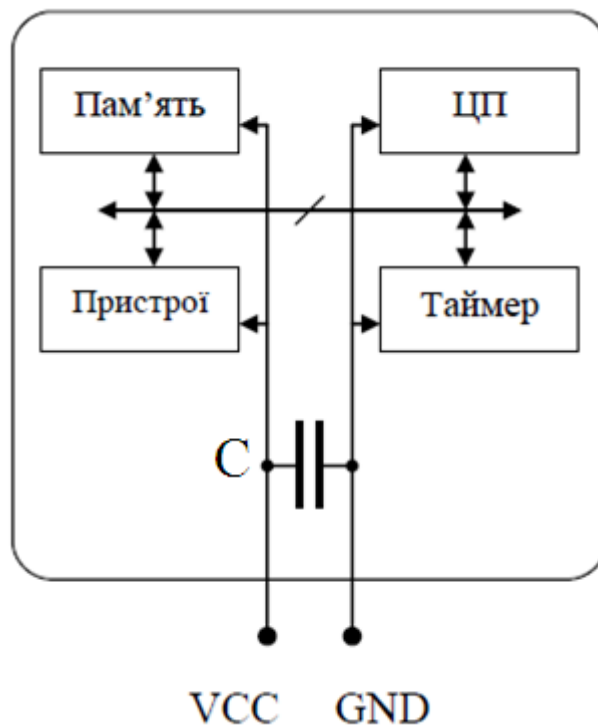 Пам’ять
ЦП
Пристрої
Таймер
C
VCC
GND